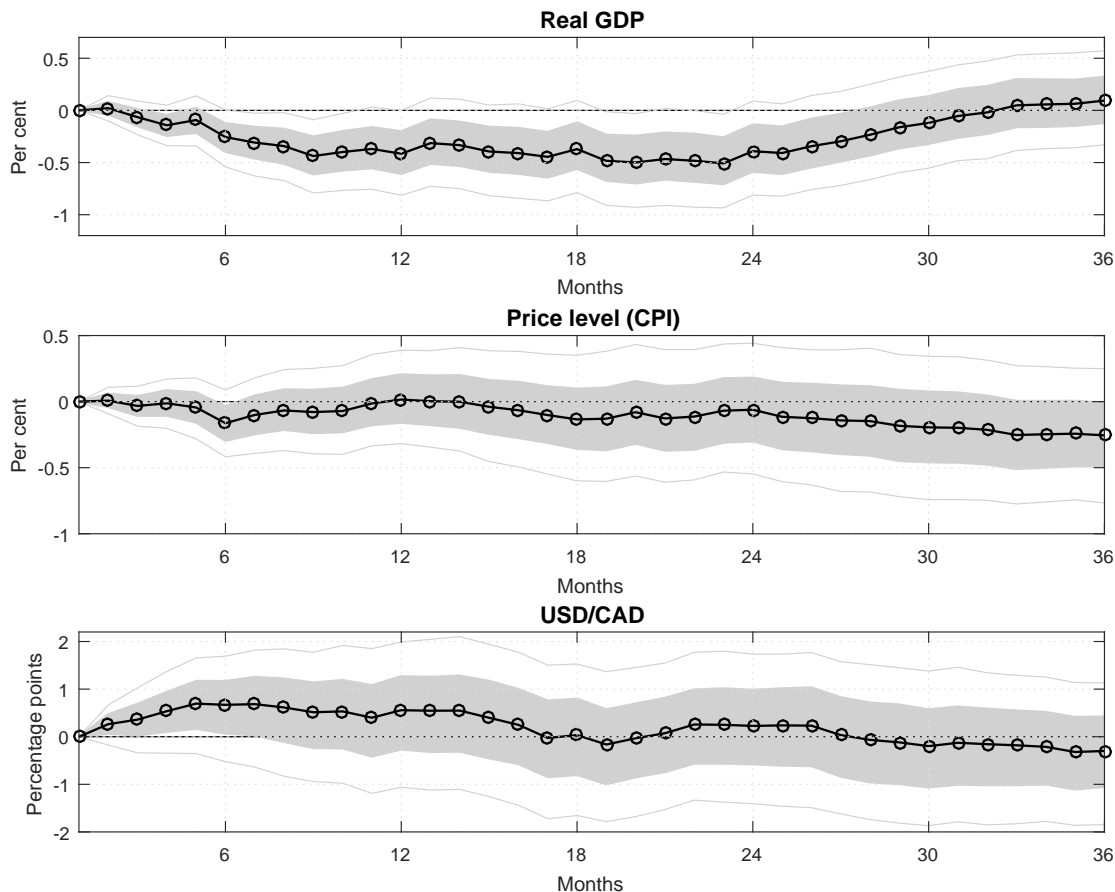 Real GDP
Per cent
0.5
0
-0.5
-1
6 12 18 24 30 36
Months
Price level (CPI)
Per cent
0.5
0
-0.5
-1
6 12 18 24 30 36
Months
USD/CAD
Percentage points
2
1
0
-1
-2
6 12 18 24 30 36
Months